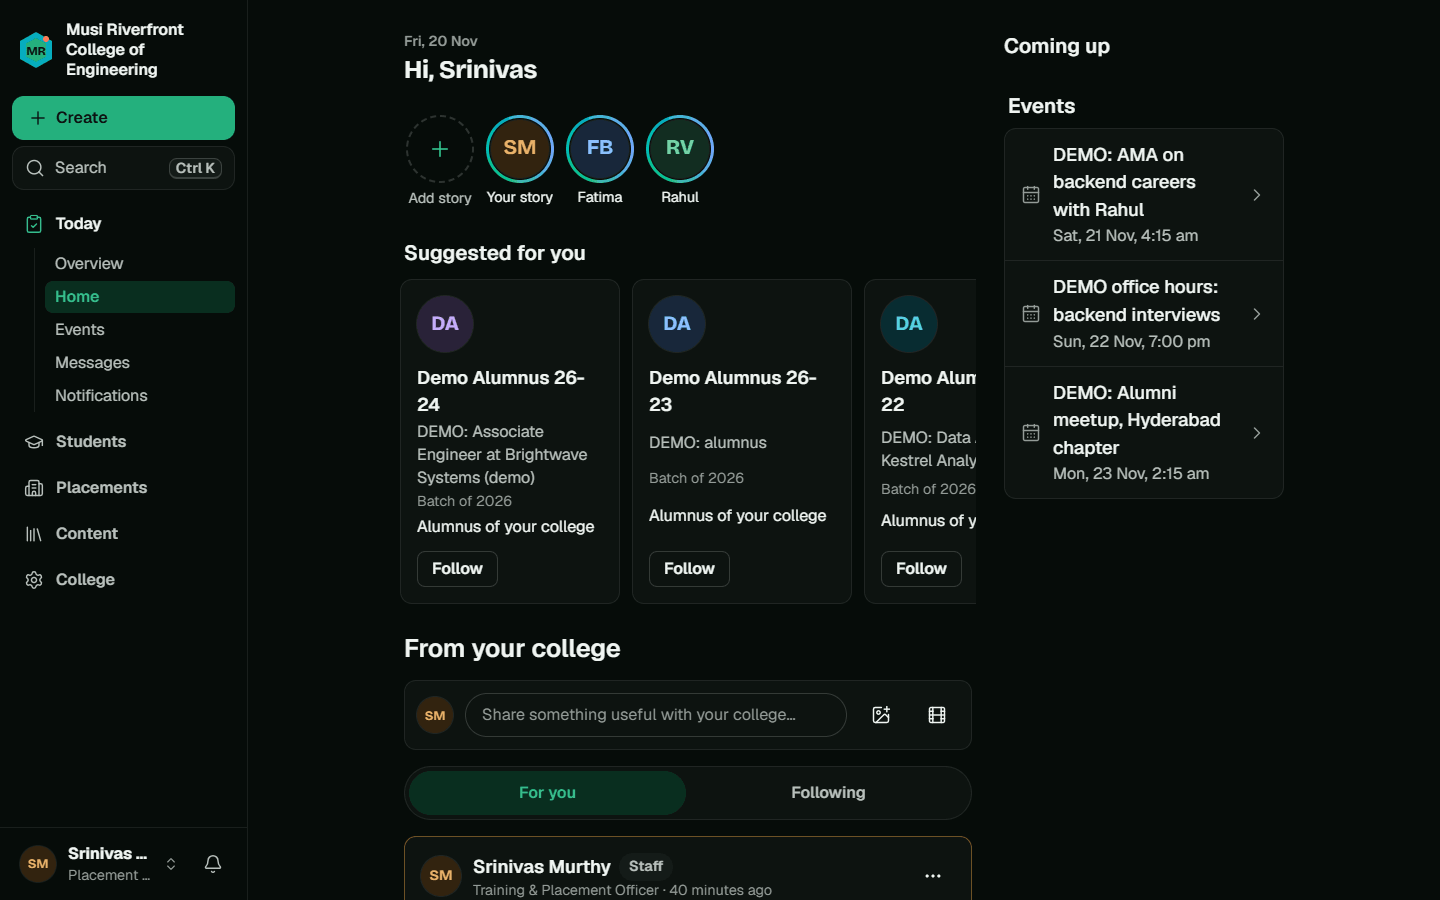 MR
Musi Riverfront
College of
Engineering
Create
Search
Ctrl K
Today
Overview
Home
Events
Messages
Notifications
Students
Placements
Content
College
SM
Srinivas ...
Placement ...
Fri, 20 Nov
Hi, Srinivas
SM
FB
RV
Add story
Your story
Fatima
Rahul
Suggested for you
DA
Demo Alumnus 26-
24
DEMO: Associate
Engineer at Brightwave
Systems (demo)
Batch of 2026
Alumnus of your college
Follow
DA
Demo Alumnus 26-
23
DEMO: alumnus
Batch of 2026
Alumnus of your college
Follow
DA
Demo Alum
22
DEMO: Data
Kestrel Analy
Batch of 2026
Alumnus of y
Follow
From your college
SM
Share something useful with your college...
For you
Following
SM
Srinivas Murthy
Staff
Training & Placement Officer · 40 minutes ago
Coming up
Events
DEMO: AMA on
backend careers
with Rahul
Sat, 21 Nov, 4:15 am
DEMO office hours:
backend interviews
Sun, 22 Nov, 7:00 pm
DEMO: Alumni
meetup, Hyderabad
chapter
Mon, 23 Nov, 2:15 am